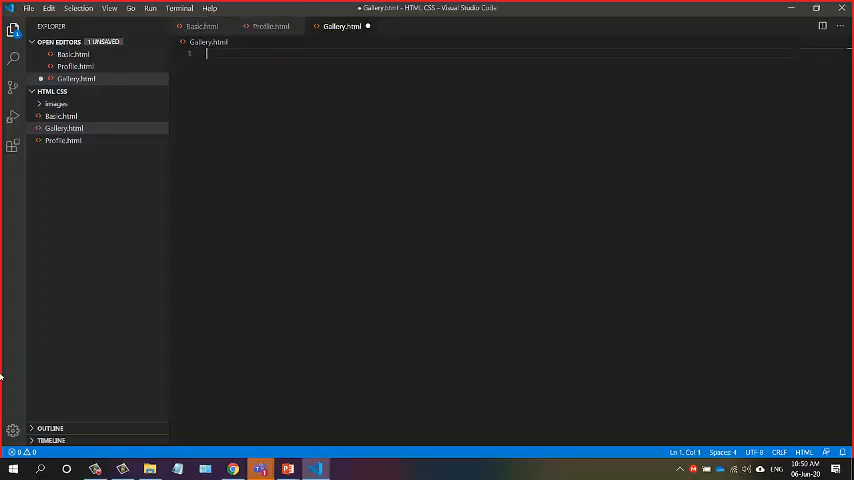 File Edit Selection View Go Run Terminal Help
● Gallery.html - HTML CSS - Visual Studio Code
EXPLORER
Basic.html
Profile.html
Gallery.html
OPEN EDITORS 1 UNSAVED
Gallery.html
Basic.html
1
Profile.html
Gallery.html
HTML CSS
images
Basic.html
Gallery.html
Profile.html
OUTLINE
TIMELINE
0 0
Ln 1, Col 1
Spaces: 4
UTF-8
CRLF
HTML
ENG
10:50 AM
06-Jun-20